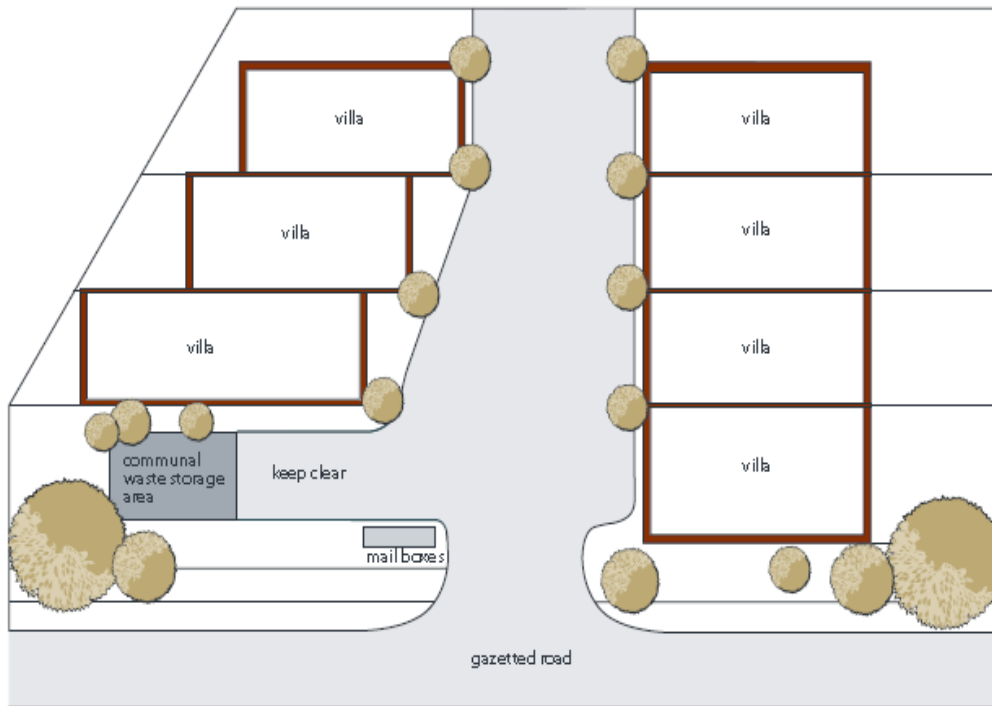 villa
villa
villa
villa
villa
villa
villa
communal
waste storage
area
keep clear
mail boxes
gazetted road